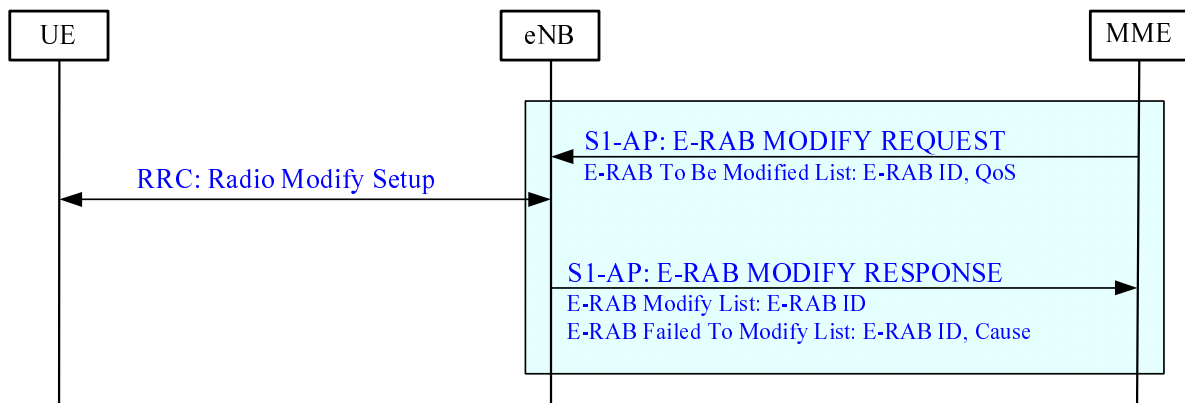 UE
eNB
MME
S1-AP: E-RAB MODIFY REQUEST
E-RAB To Be Modified List: E-RAB ID, QoS
RRC: Radio Modify Setup
S1-AP: E-RAB MODIFY RESPONSE
E-RAB Modify List: E-RAB ID
E-RAB Failed To Modify List: E-RAB ID, Cause